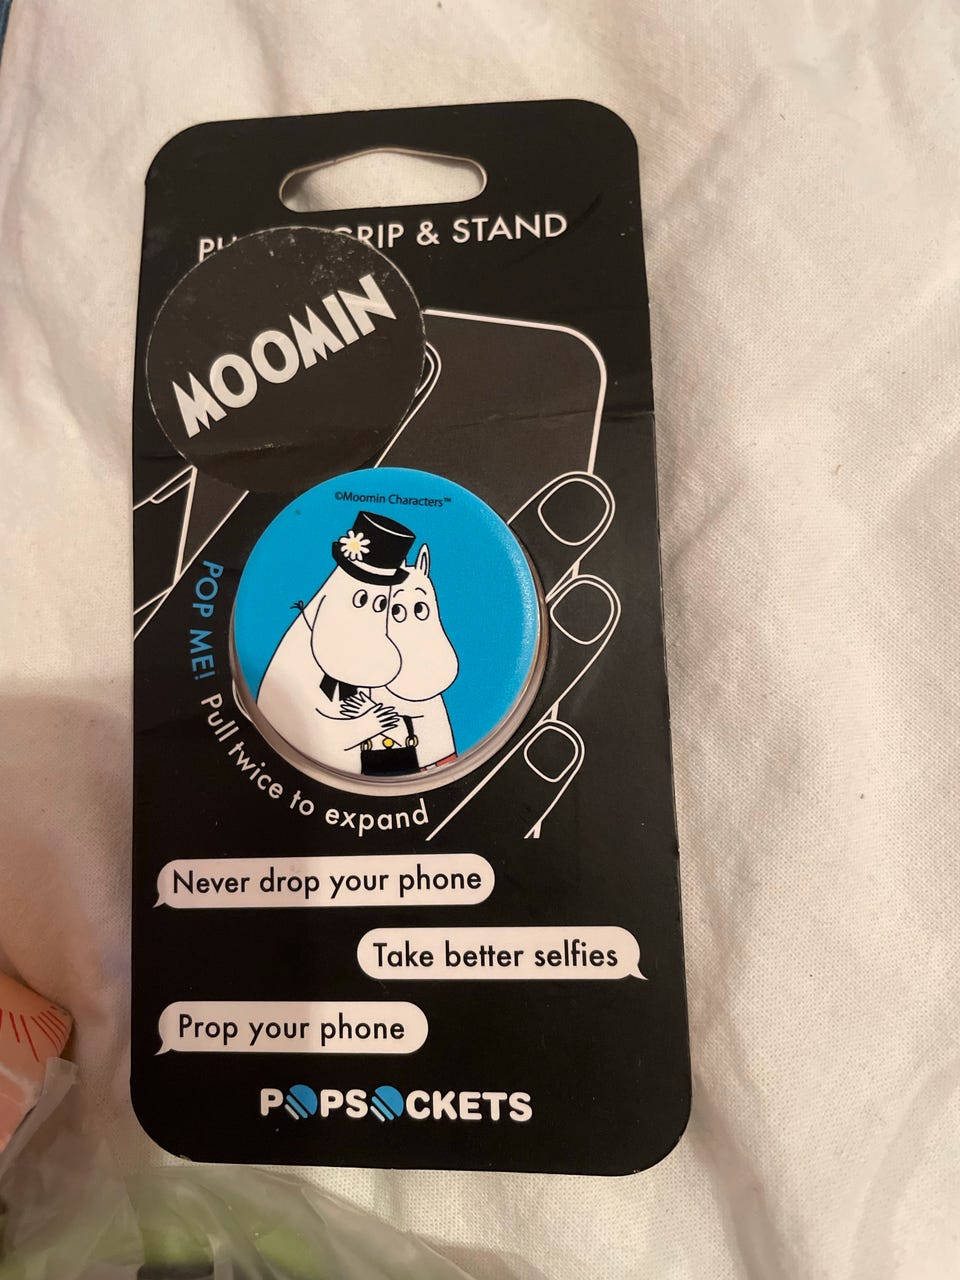 GRIP & STAND
MOOMIN
©Moomin Characters™
POP ME! Pull twice to expand
Never drop your phone
Take better selfies
Prop your phone
POPSOCKETS